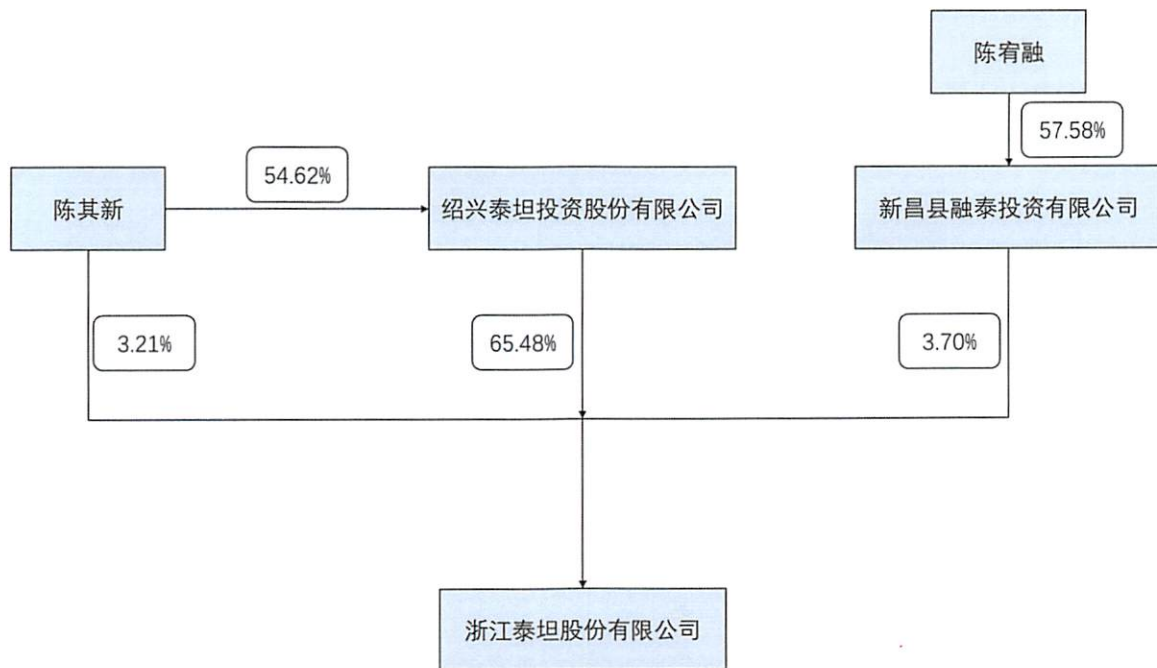 陈宥融
57.58%
陈其新
54.62%
绍兴泰坦投资股份有限公司
新昌县融泰投资有限公司
3.21%
65.48%
3.70%
浙江泰坦股份有限公司